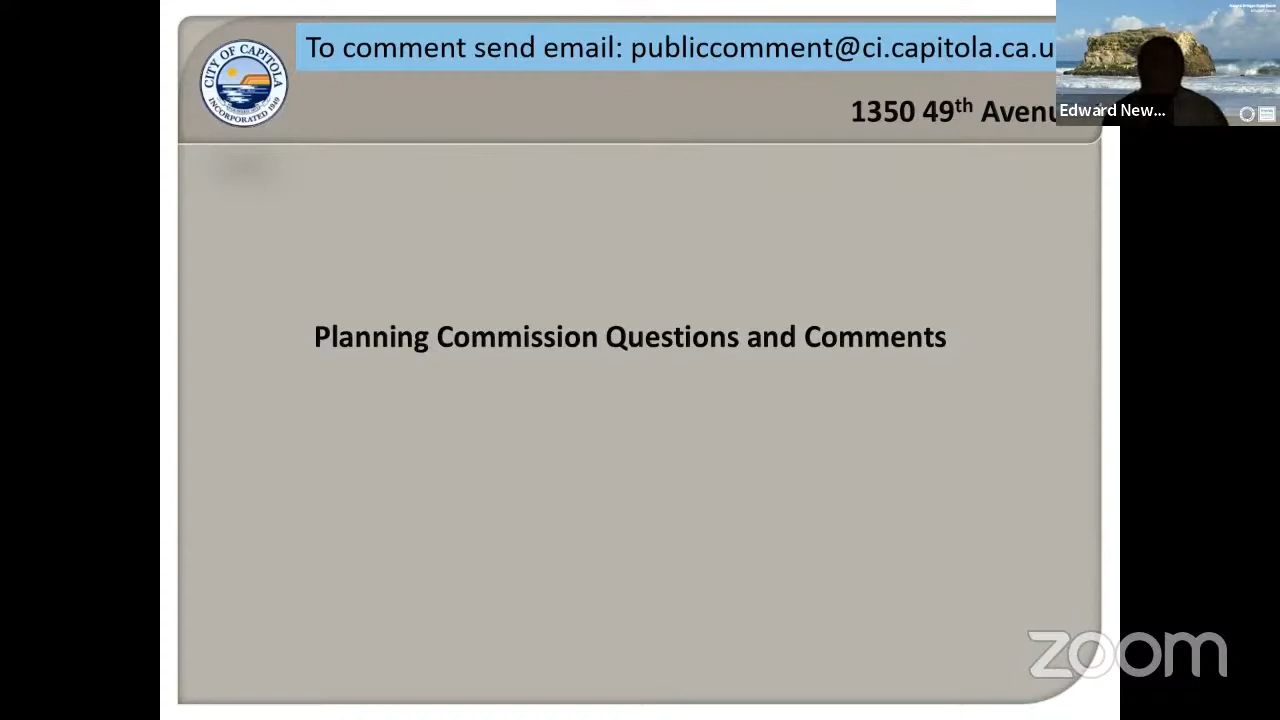 To comment send email: publiccomment@ci.capitola.ca.u
CITY OF CAPITOLA
INCORPORATED 1949
1350 49th Avenu
Edward New...
Planning Commission Questions and Comments
zoom